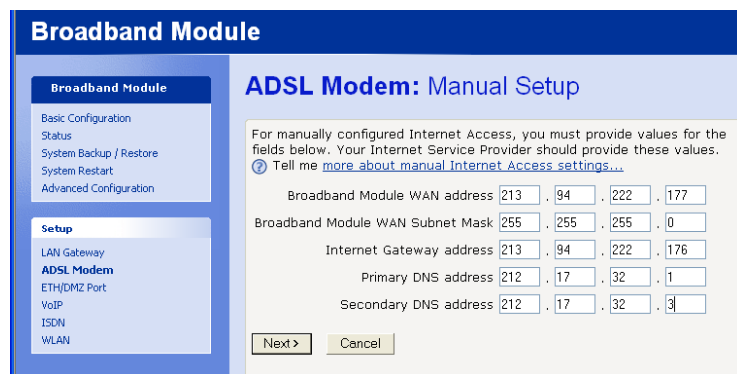 Broadband Module
Broadband Module
Basic Configuration
Status
System Backup / Restore
System Restart
Advanced Configuration
Setup
LAN Gateway
ADSL Modem
ETH/DMZ Port
VoIP
ISDN
WLAN
ADSL Modem: Manual Setup
For manually configured Internet Access, you must provide values for the
fields below. Your Internet Service Provider should provide these values.
? Tell me more about manual Internet Access settings...
Broadband Module WAN address 213 . 94 . 222 . 177
Broadband Module WAN Subnet Mask 255 . 255 . 255 . 0
Internet Gateway address 213 . 94 . 222 . 176
Primary DNS address 212 . 17 . 32 . 1
Secondary DNS address 212 . 17 . 32 . 3
Next > Cancel